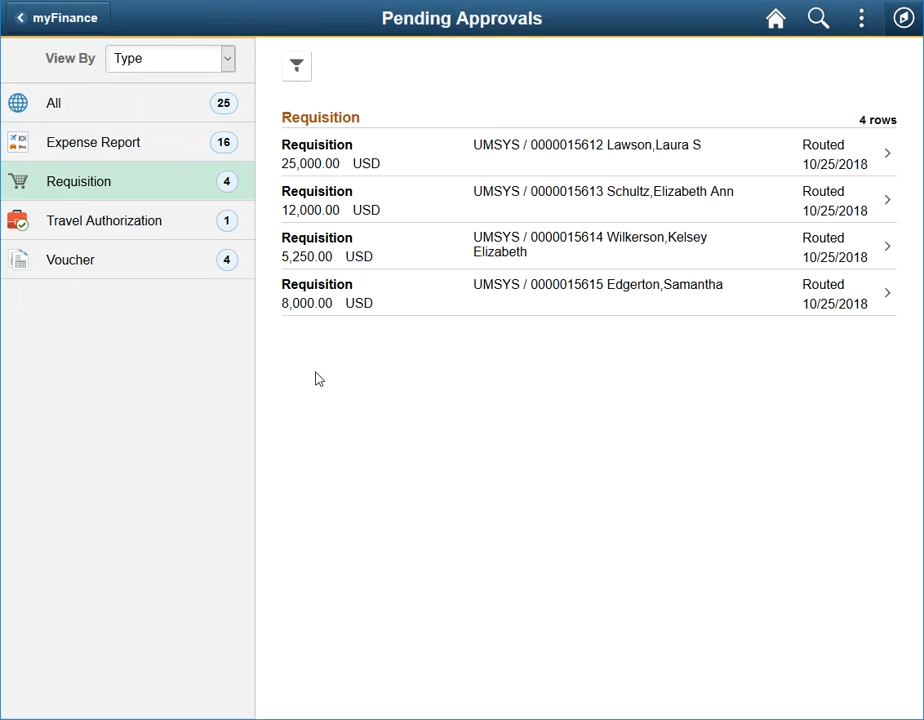 myFinance
Pending Approvals
View By
Type
All
25
Expense Report
16
Requisition
4
Travel Authorization
1
Voucher
4
Requisition
4 rows
Requisition
UMSYS / 0000015612 Lawson,Laura S
Routed
25,000.00 USD
10/25/2018
Requisition
UMSYS / 0000015613 Schultz,Elizabeth Ann
Routed
12,000.00 USD
10/25/2018
Requisition
UMSYS / 0000015614 Wilkerson,Kelsey
Elizabeth
Routed
5,250.00 USD
10/25/2018
Requisition
UMSYS / 0000015615 Edgerton,Samantha
Routed
8,000.00 USD
10/25/2018